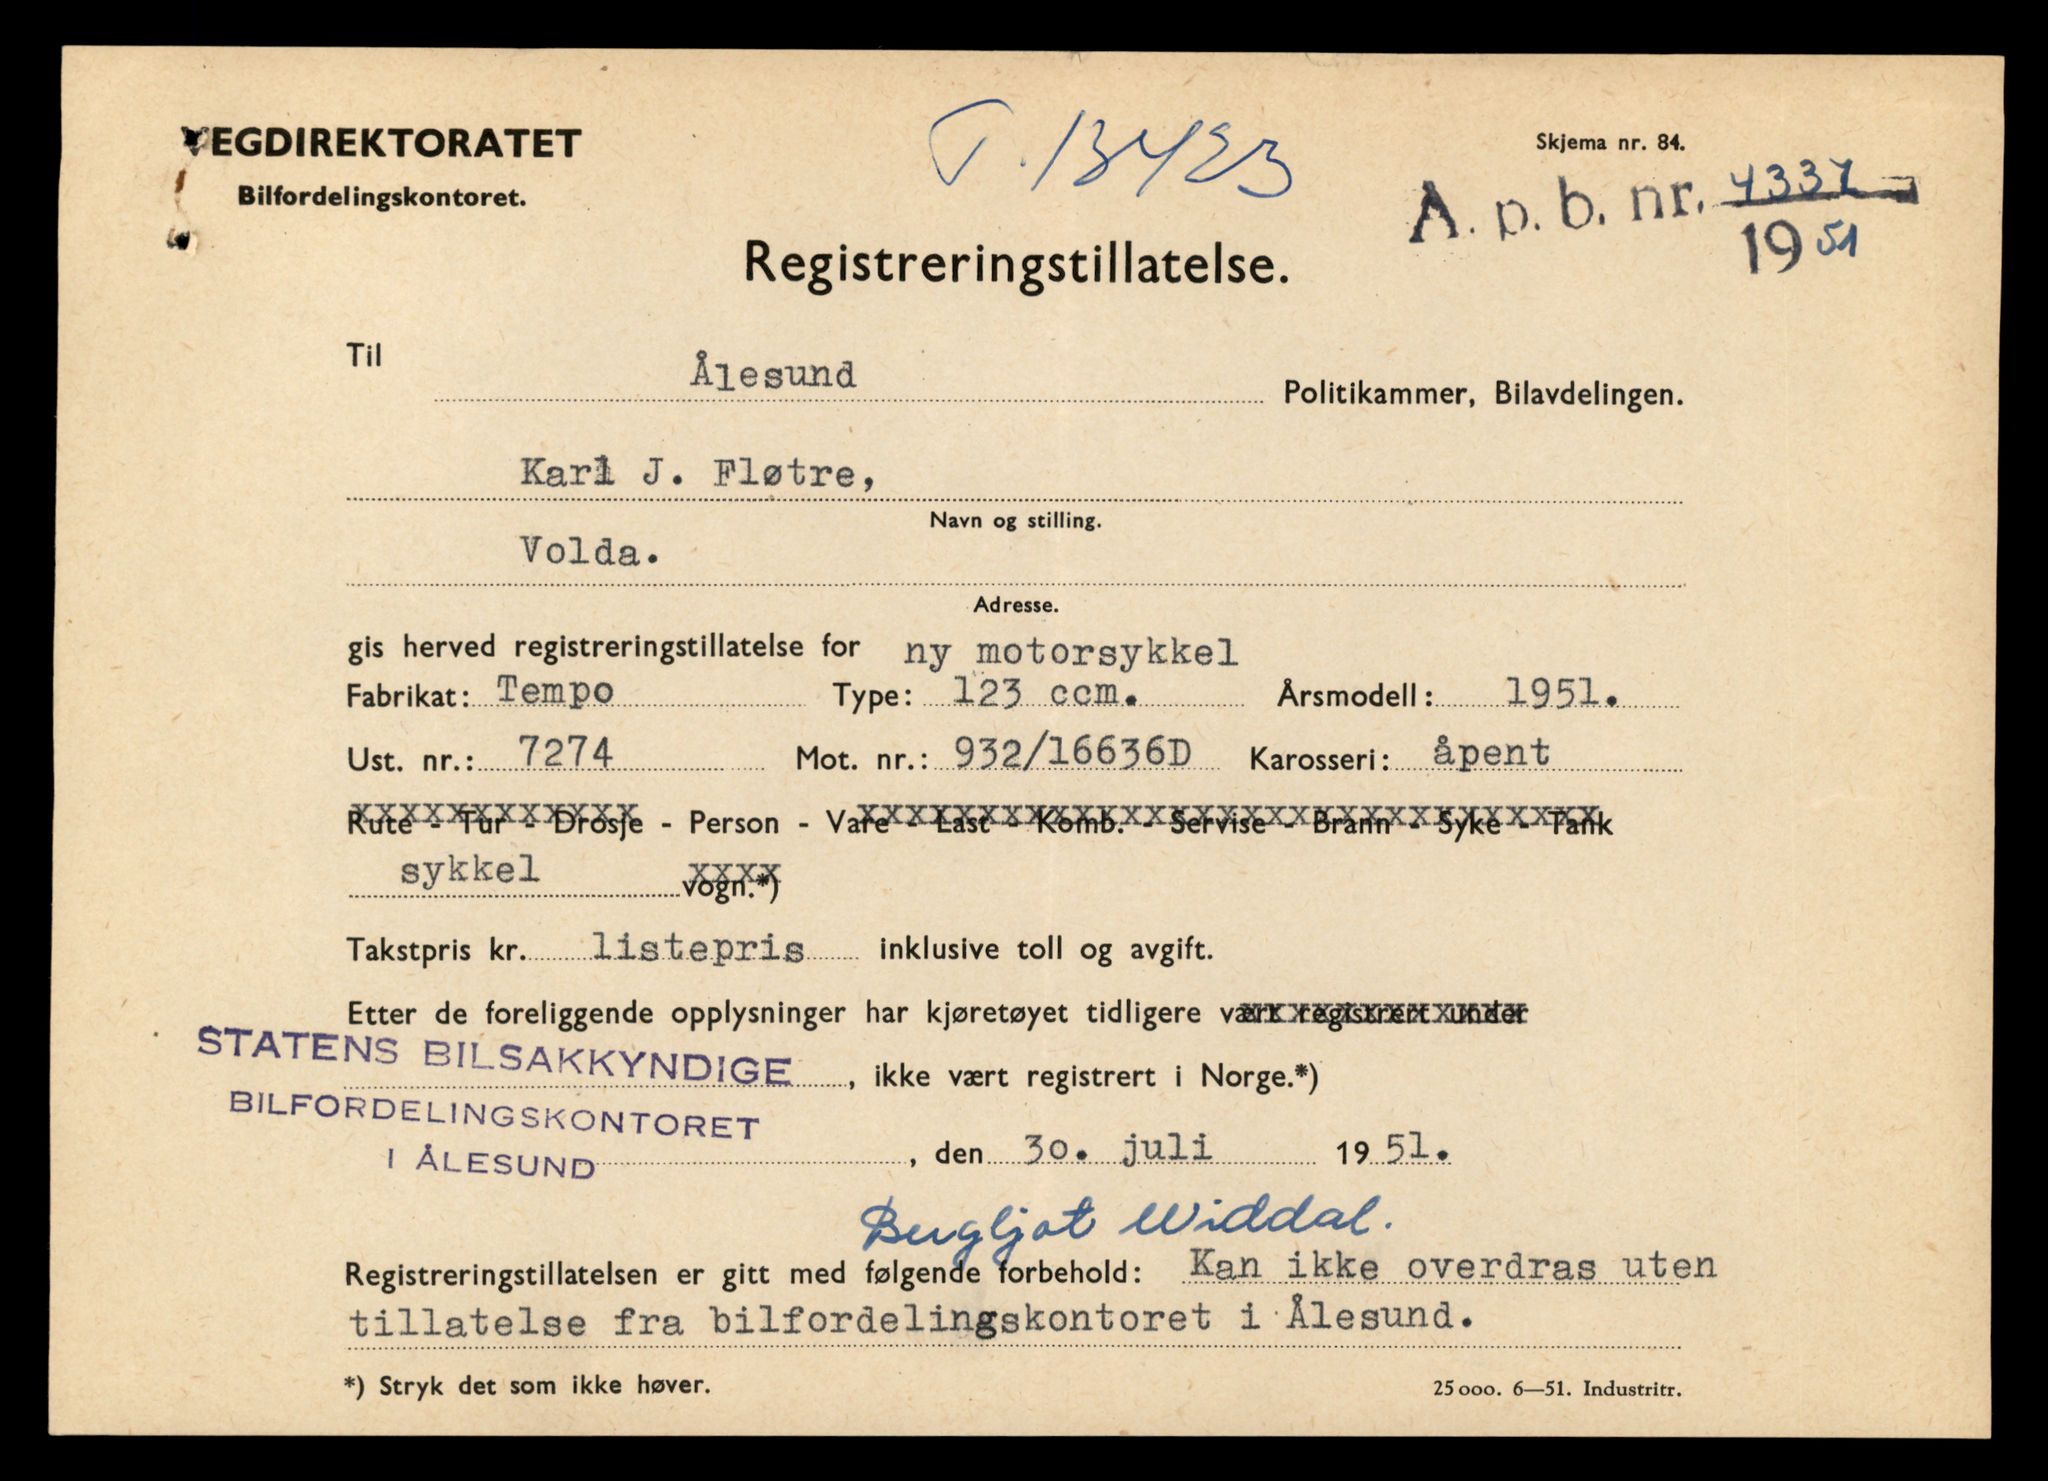 VEGDIREKTORATET
Bilfordelingskontoret.
T. 13423
Skjema nr. 84.
A. p. b. nr. 4337
1951
Registreringstillatelse.
Til Ålesund Politikammer, Bilavdelingen.
Karl J. Fløtre,
Navn og stilling.
Volda.
Adresse.
gis herved registreringstillatelse for ny motorsykkel
Fabrikat: Tempo Type: 123 ccm. Årsmodell: 1951.
Ust. nr.: 7274 Mot. nr.: 932/16636D Karosseri: åpent
Rute - Tur - Drosje - Person - Vare - Last - Komb. - Servise - Brann - Syke - Tank
sykkel vogn.*)
Takstpris kr. listepris inklusive toll og avgift.
Etter de foreliggende opplysninger har kjøretøyet tidligere vært registrert under
STATENS BILSAKKYNDIGE , ikke vært registrert i Norge.*)
BILFORDELINGSKONTORET
I ÅLESUND , den 30. juli 1951.
Bergljot Widdal.
Registreringstillatelsen er gitt med følgende forbehold: Kan ikke overdras uten
tillatelse fra bilfordelingskontoret i Ålesund.
*) Stryk det som ikke høver.
25 000. 6—51. Industritr.